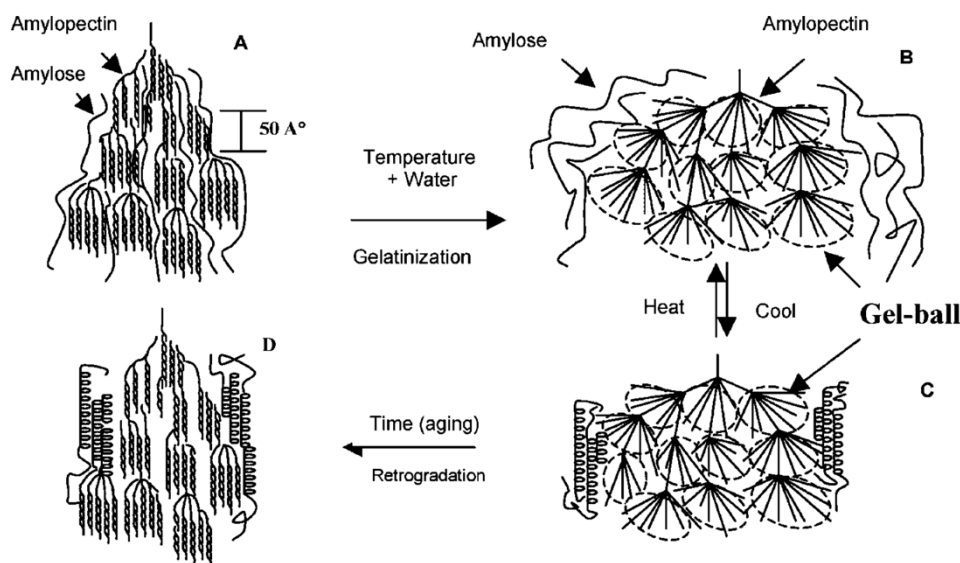 Amylopectin
A
Amylose
50 A°
Temperature
+ Water
Gelatinization
Amylose
Amylopectin
B
Heat
Cool
Gel-ball
D
Time (aging)
Retrogradation
C